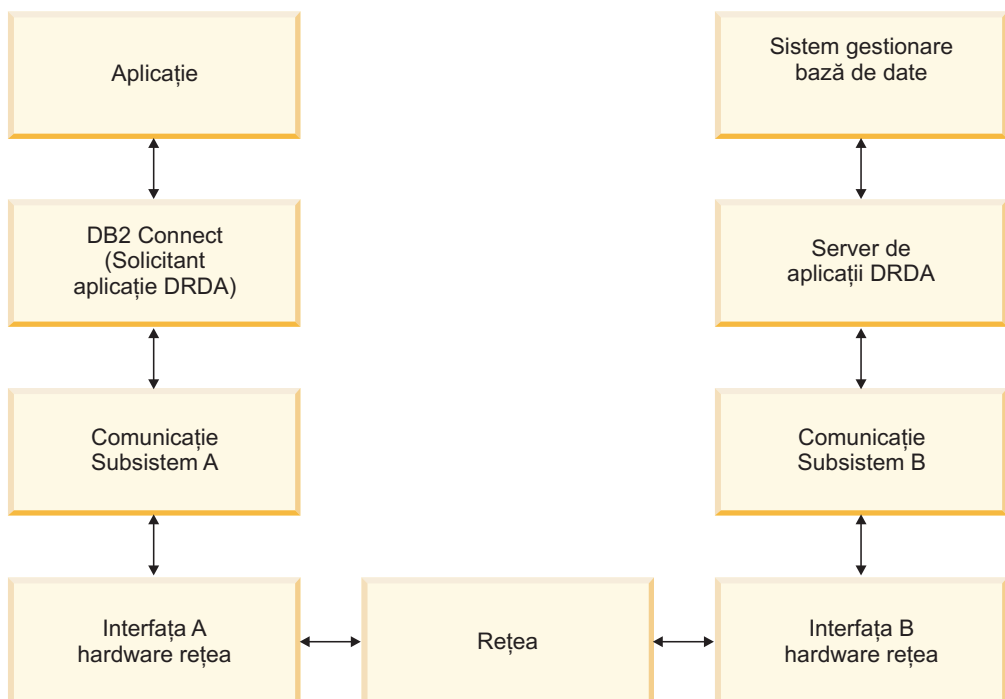 Aplicație
Sistem gestionare
bază de date
DB2 Connect
(Solicitant
aplicație DRDA)
Server de
aplicații DRDA
Comunicație
Subsistem A
Comunicație
Subsistem B
Interfața A
hardware rețea
Rețea
Interfața B
hardware rețea